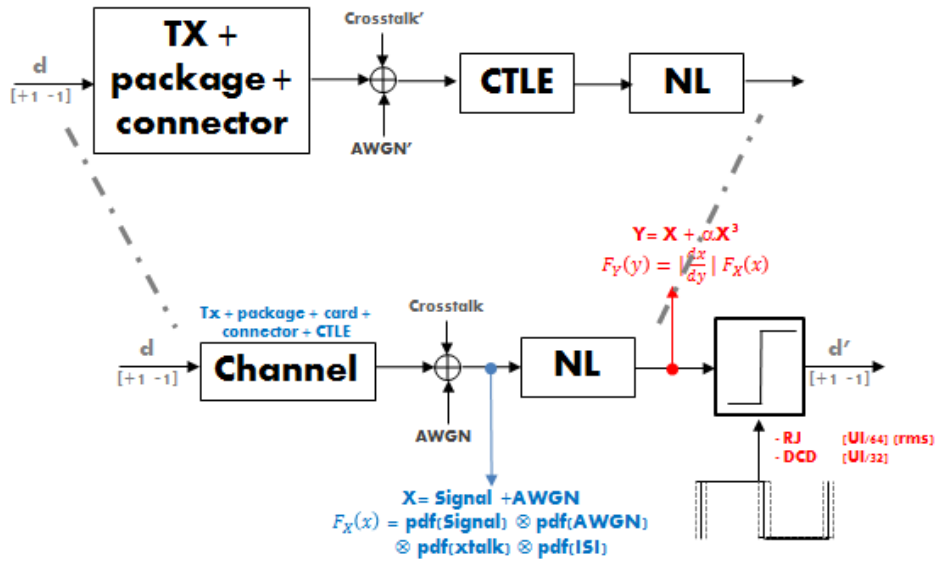 Crosstalk'
d
[+1 -1]
TX +
package +
connector
CTLE
NL
AWGN'
Y= X + αX³
F_Y(y) = |dx/dy| F_X(x)
Tx + package + card +
connector + CTLE
Crosstalk
d
[+1 -1]
Channel
NL
d'
[+1 -1]
AWGN
- RJ [UI/64] (rms)
- DCD [UI/32]
X= Signal +AWGN
F_X(x) = pdf(Signal) ⊗ pdf(AWGN)
⊗ pdf(xtalk) ⊗ pdf(ISI)